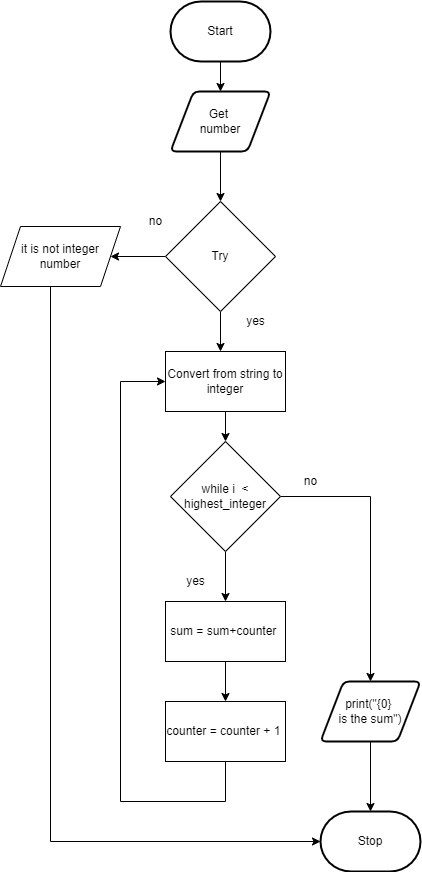 Start
Get
number
no
it is not integer
number
Try
yes
Convert from string to
integer
while i <
highest_integer
no
yes
sum = sum+counter
counter = counter + 1
print("{0}
is the sum")
Stop